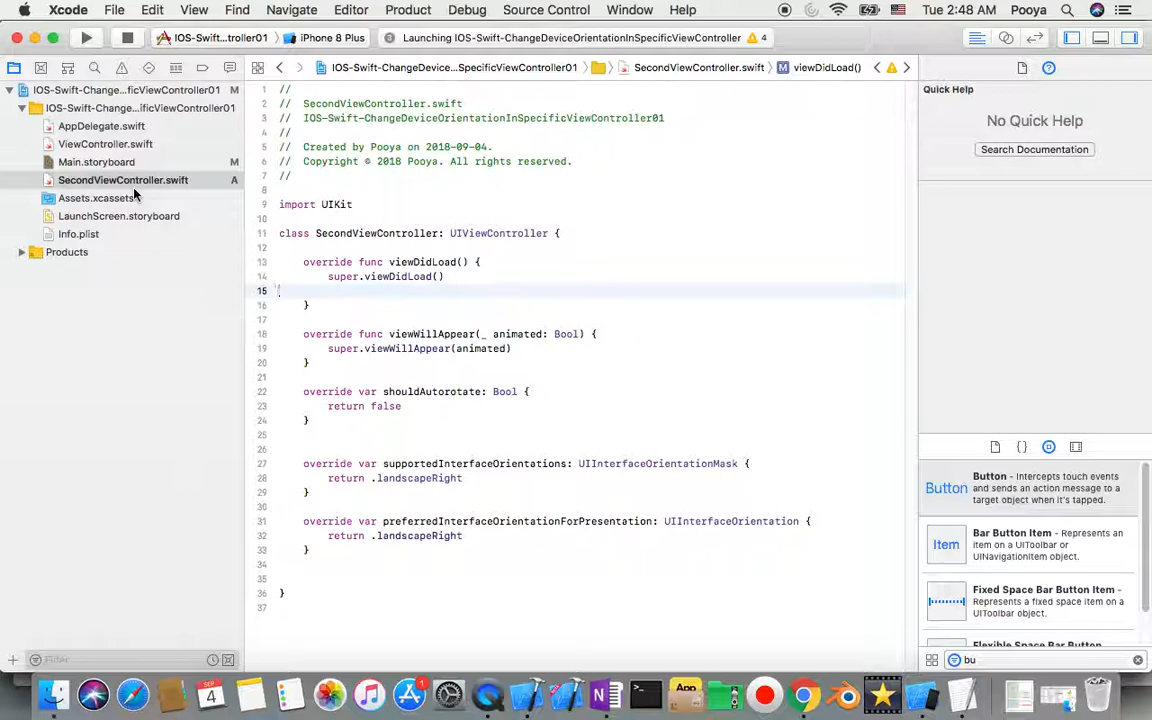 Xcode File Edit View Find Navigate Editor Product Debug Source Control Window Help Tue 2:48 AM Pooya
IOS-Swift...troller01 iPhone 8 Plus Launching IOS-Swift-ChangeDeviceOrientationInSpecificViewController 4
IOS-Swift-ChangeDevice...SpecificViewController01 SecondViewController.swift viewDidLoad()
IOS-Swift-Change...ficViewController01 M
IOS-Swift-Change...ificViewController01
AppDelegate.swift
ViewController.swift
Main.storyboard M
SecondViewController.swift A
Assets.xcassets
LaunchScreen.storyboard
Info.plist
Products
Filter
1 //
2 // SecondViewController.swift
3 // IOS-Swift-ChangeDeviceOrientationInSpecificViewController01
4 //
5 // Created by Pooya on 2018-09-04.
6 // Copyright © 2018 Pooya. All rights reserved.
7 //
8
9 import UIKit
10
11 class SecondViewController: UIViewController {
12
13 override func viewDidLoad() {
14 super.viewDidLoad()
15
16 }
17
18 override func viewWillAppear(_ animated: Bool) {
19 super.viewWillAppear(animated)
20 }
21
22 override var shouldAutorotate: Bool {
23 return false
24 }
25
26
27 override var supportedInterfaceOrientations: UIInterfaceOrientationMask {
28 return .landscapeRight
29 }
30
31 override var preferredInterfaceOrientationForPresentation: UIInterfaceOrientation {
32 return .landscapeRight
33 }
34
35
36 }
37
Quick Help
No Quick Help
Search Documentation
Button
Button - Intercepts touch events
and sends an action message to a
target object when it's tapped.
Item
Bar Button Item - Represents an
item on a UIToolbar or
UINavigationItem object.
Fixed Space Bar Button Item -
Represents a fixed space item on a
UIToolbar object.
Flexible Space Bar Button
bu
SEP
4
1
App